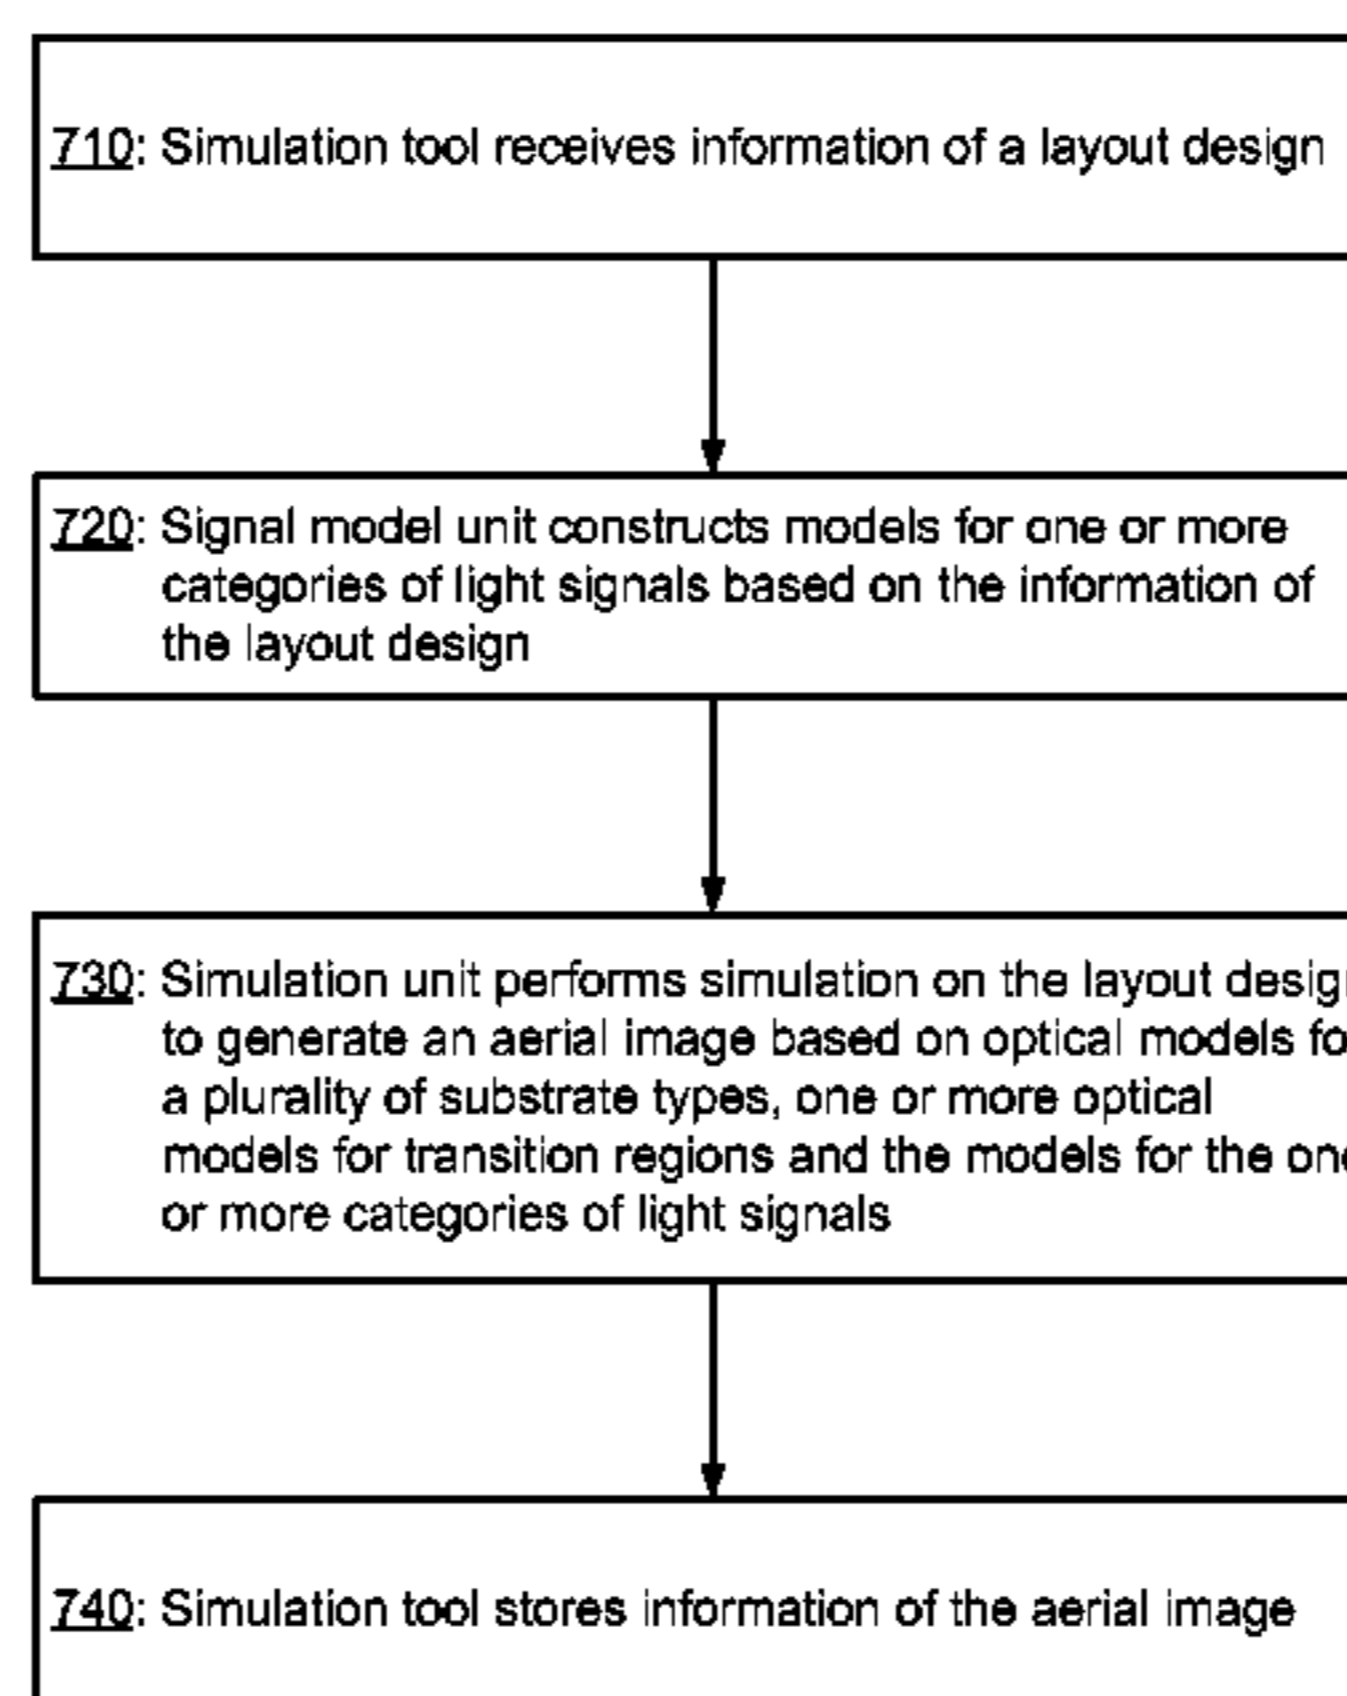 710: Simulation tool receives information of a layout design
720: Signal model unit constructs models for one or more
categories of light signals based on the information of
the layout design
730: Simulation unit performs simulation on the layout design
to generate an aerial image based on optical models for
a plurality of substrate types, one or more optical
models for transition regions and the models for the one
or more categories of light signals
740: Simulation tool stores information of the aerial image